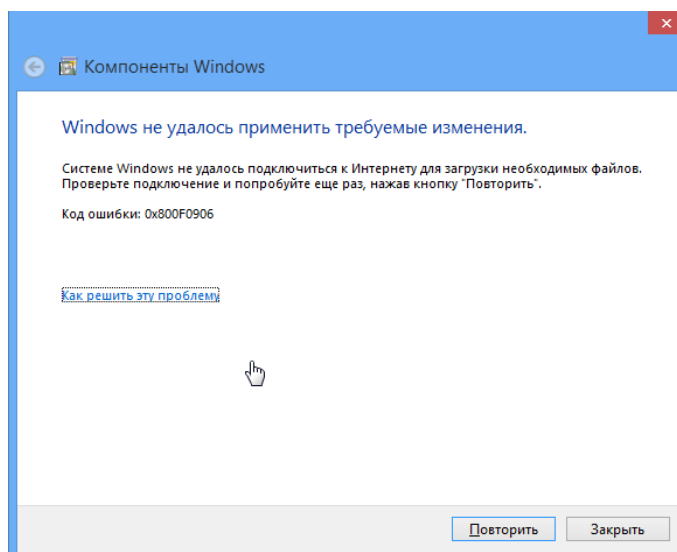 Компоненты Windows
Windows не удалось применить требуемые изменения.
Системе Windows не удалось подключиться к Интернету для загрузки необходимых файлов.
Проверьте подключение и попробуйте еще раз, нажав кнопку "Повторить".
Код ошибки: 0x800F0906
Как решить эту проблему
Повторить
Закрыть